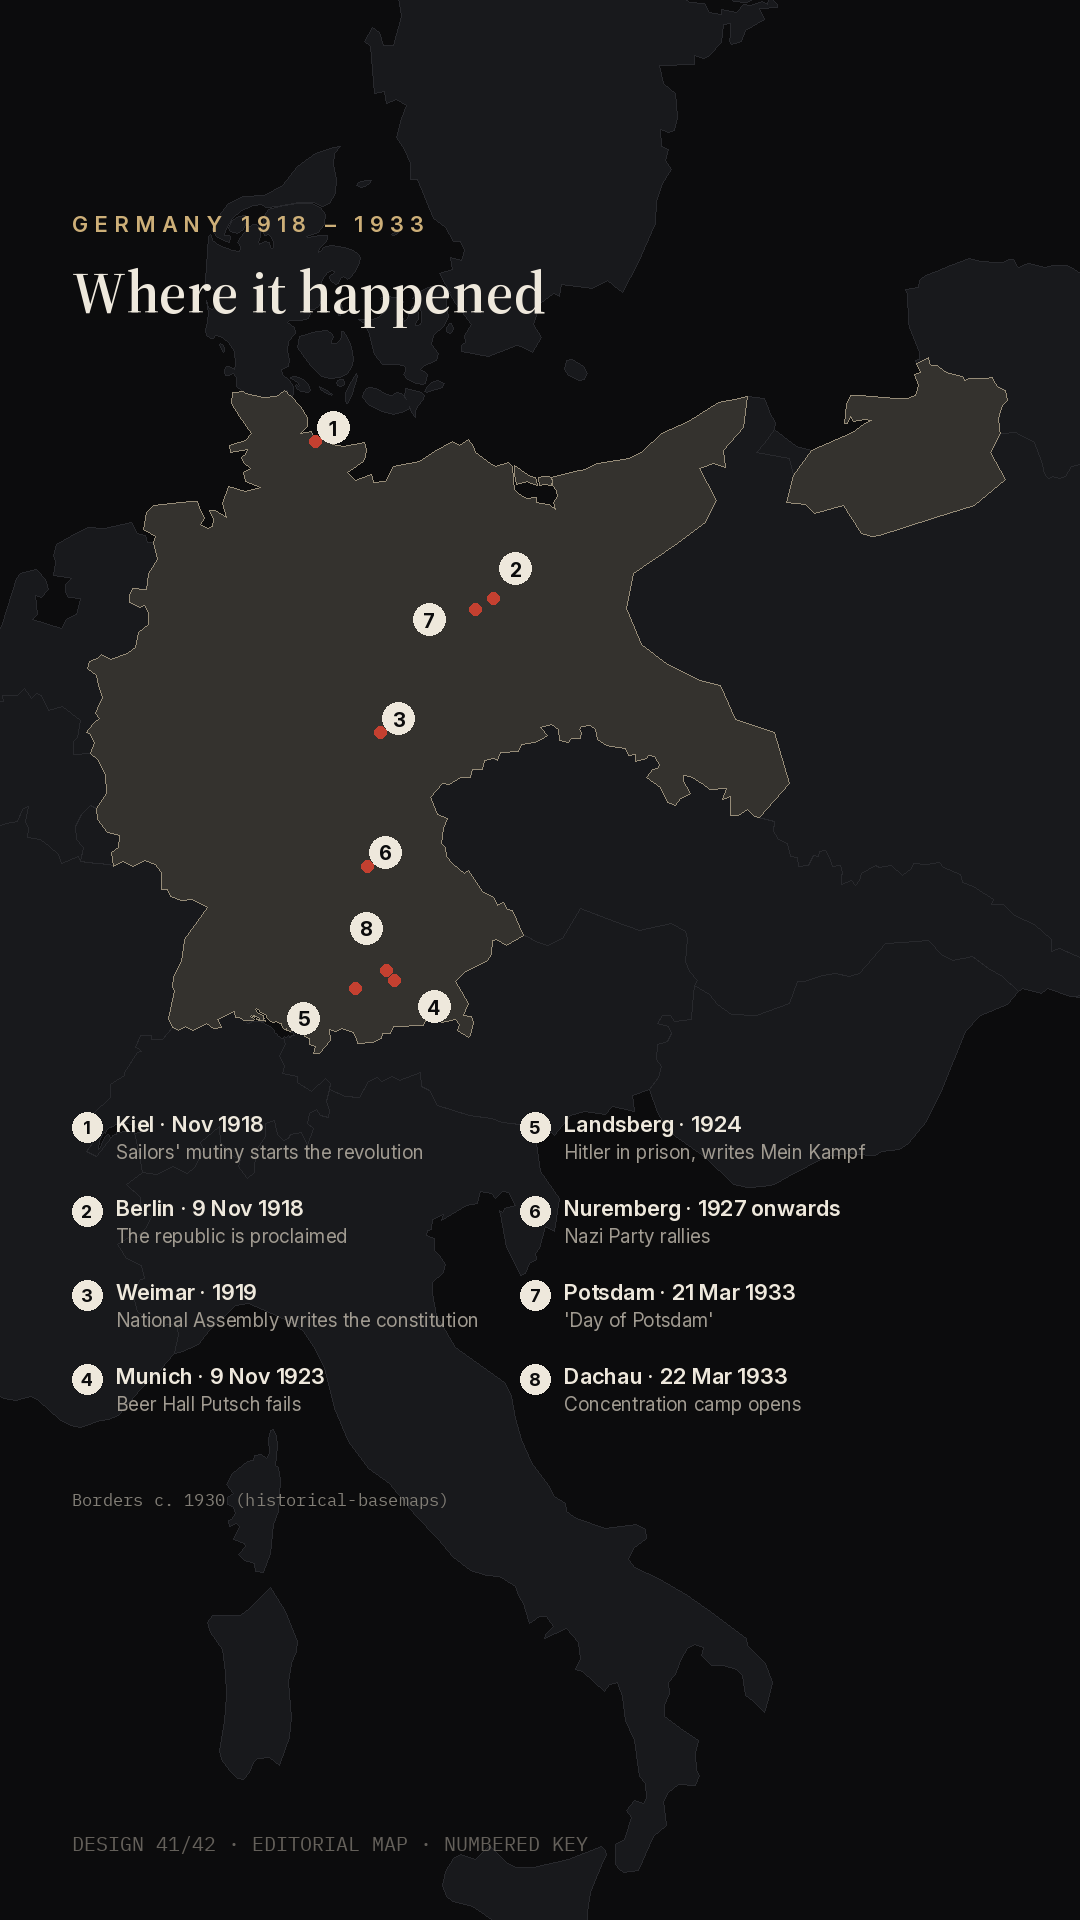 GERMANY 1918 – 1933
Where it happened
1
2
7
3
6
8
5
4
1 Kiel · Nov 1918
Sailors' mutiny starts the revolution
2 Berlin · 9 Nov 1918
The republic is proclaimed
3 Weimar · 1919
National Assembly writes the constitution
4 Munich · 9 Nov 1923
Beer Hall Putsch fails
5 Landsberg · 1924
Hitler in prison, writes Mein Kampf
6 Nuremberg · 1927 onwards
Nazi Party rallies
7 Potsdam · 21 Mar 1933
'Day of Potsdam'
8 Dachau · 22 Mar 1933
Concentration camp opens
Borders c. 1930 (historical-basemaps)
DESIGN 41/42 · EDITORIAL MAP · NUMBERED KEY